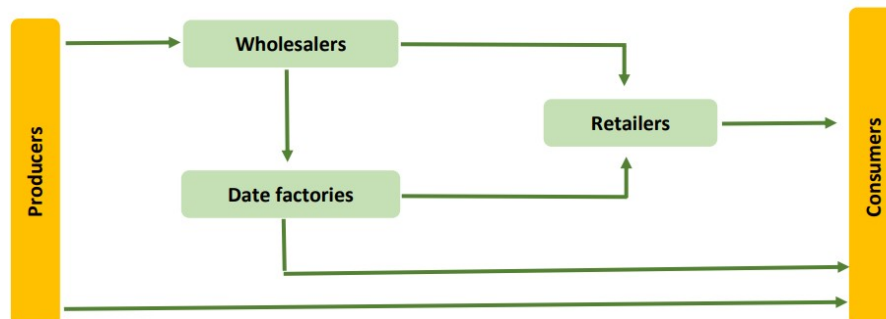 Producers
Wholesalers
Date factories
Retailers
Consumers